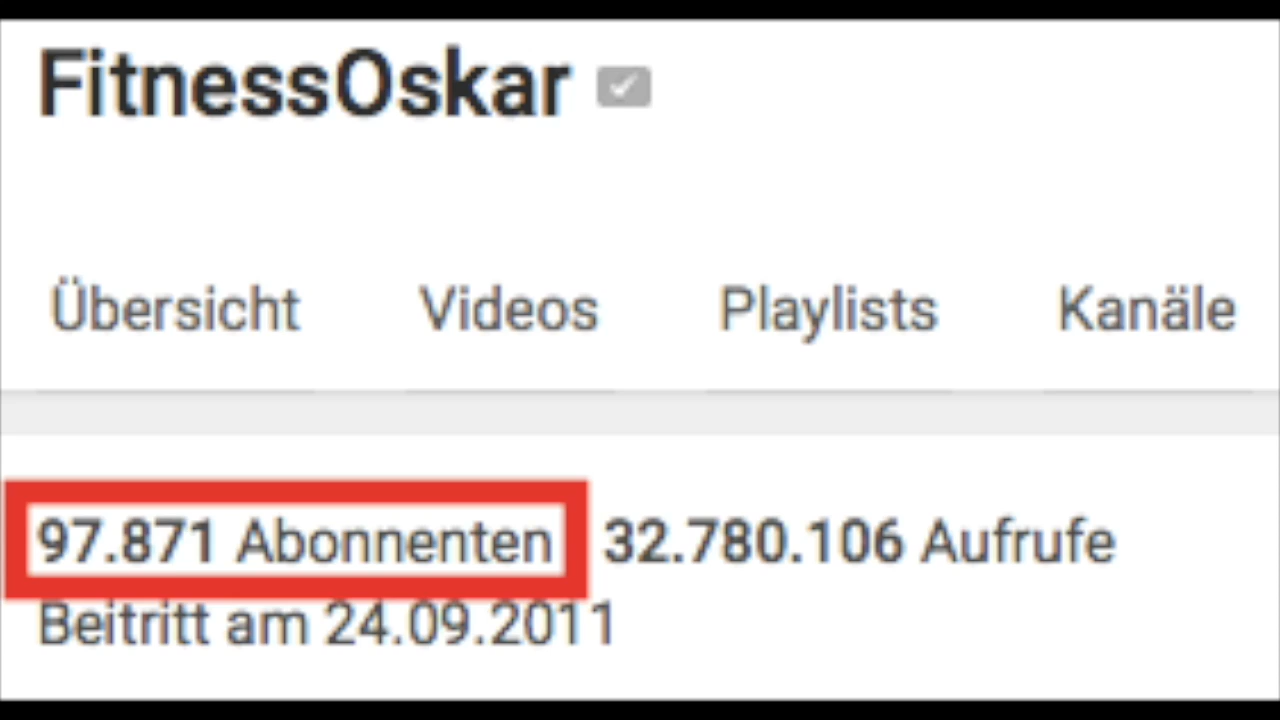 FitnessOskar
Übersicht Videos Playlists Kanäle
97.871 Abonnenten 32.780.106 Aufrufe
Beitritt am 24.09.2011